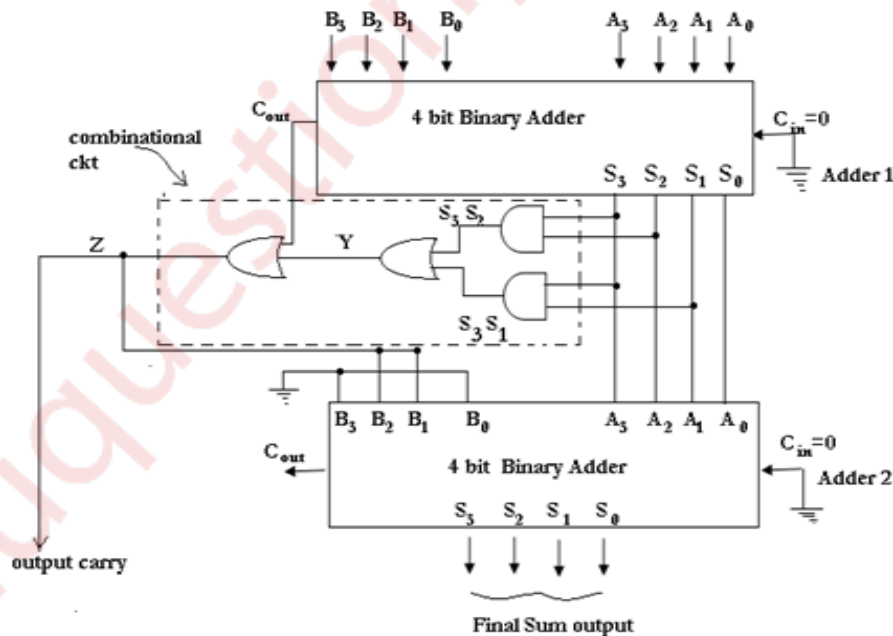 B3 B2 B1 B0 A3 A2 A1 A0
Cout
4 bit Binary Adder
Cin=0
Adder 1
combinational
ckt
S3 S2 S1 S0
S3 S2
Z
Y
S3 S1
B3 B2 B1 B0 A3 A2 A1 A0
Cin=0
Cout
4 bit Binary Adder
Adder 2
S3 S2 S1 S0
output carry
Final Sum output